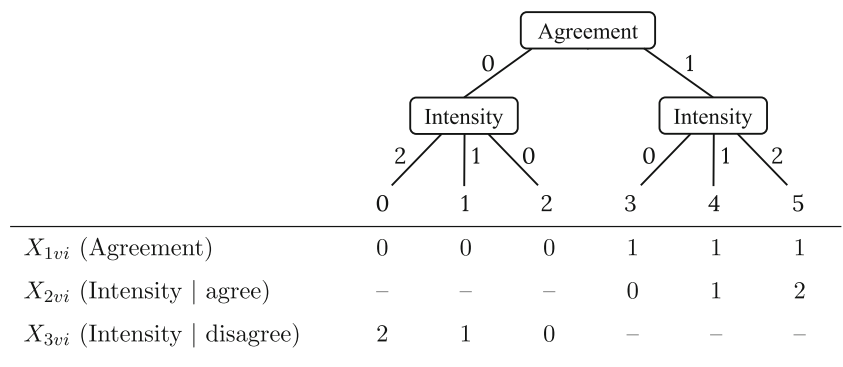 Agreement
0 1
Intensity Intensity
2 1 0 0 1 2
0 1 2 3 4 5
X1vi (Agreement) 0 0 0 1 1 1
X2vi (Intensity | agree) – – – 0 1 2
X3vi (Intensity | disagree) 2 1 0 – – –